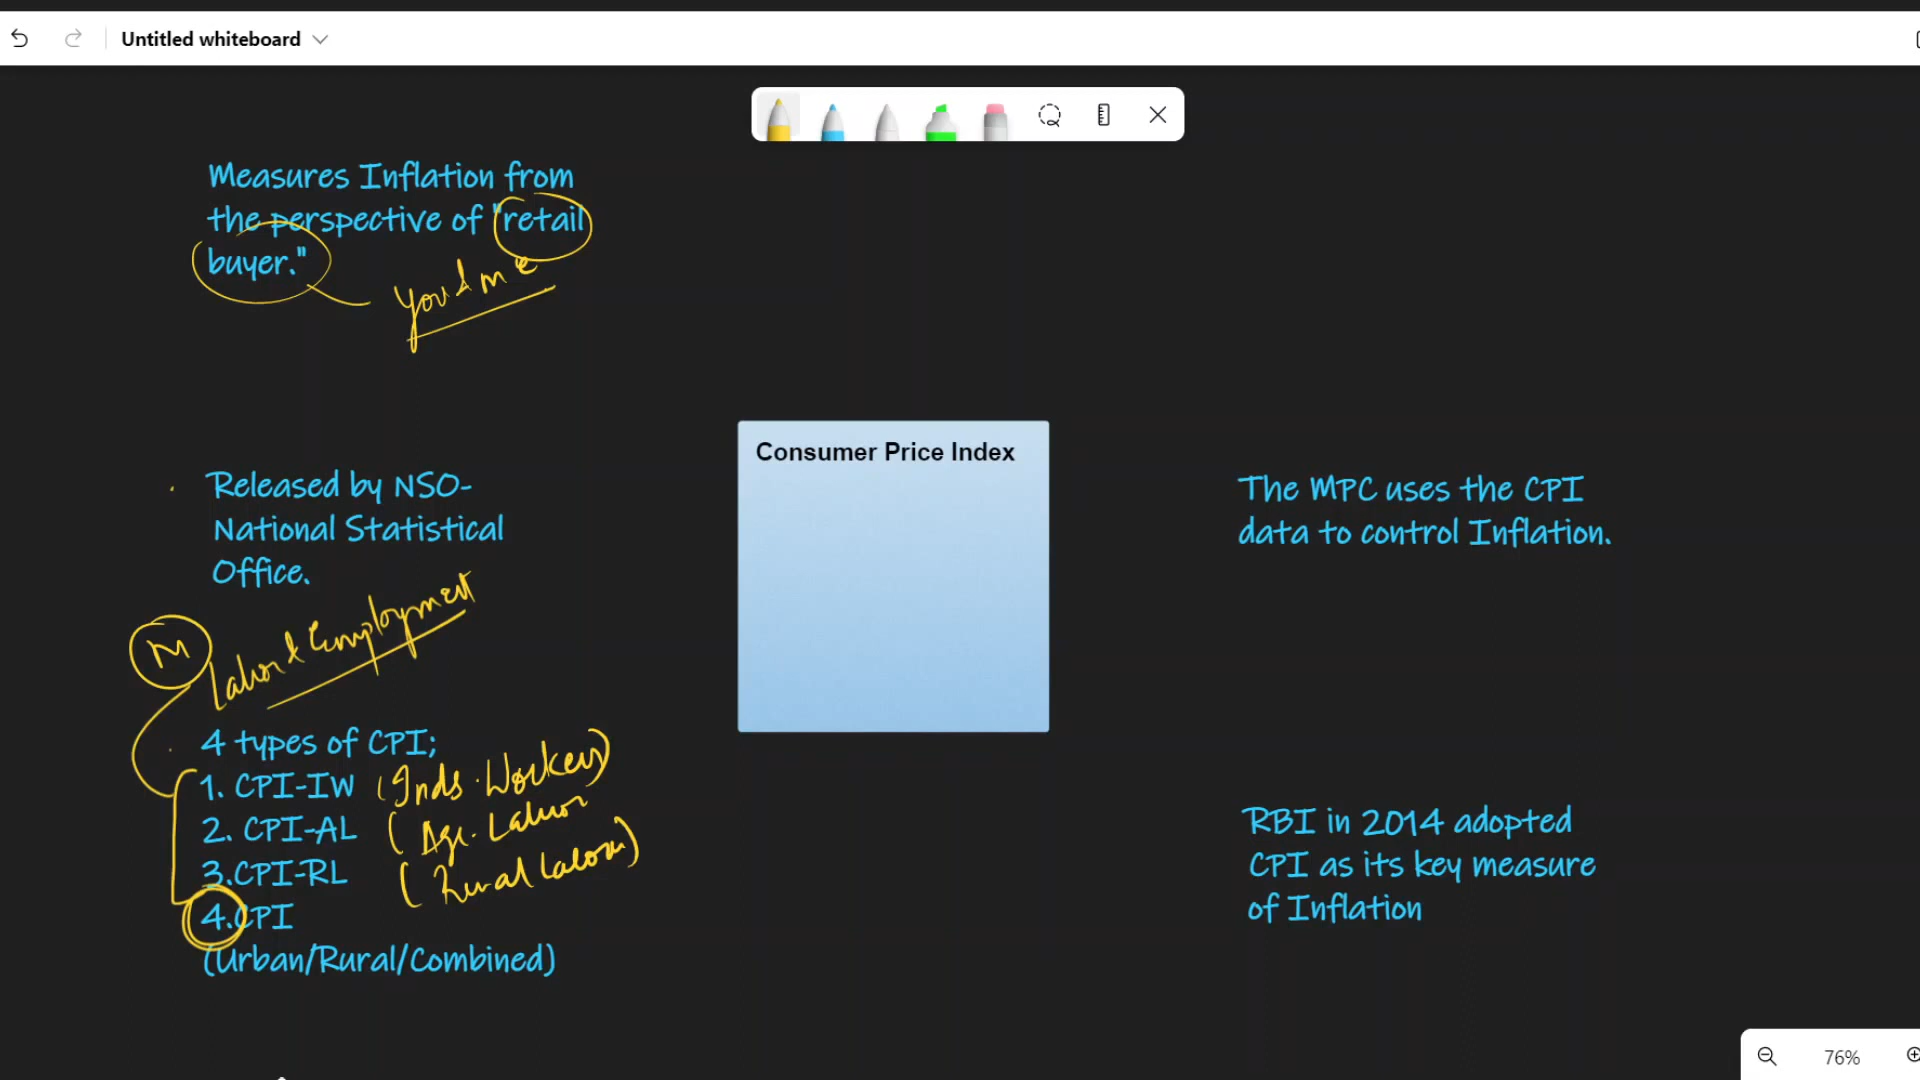 Untitled whiteboard
Measures Inflation from
the perspective of "retail
buyer."
You & me
Released by NSO-
National Statistical
Office.
M
Labor & Employment
4 types of CPI;
1. CPI-IW (Inds. Workers)
2. CPI-AL (Agr. Labor
3.CPI-RL (Rural Labour)
4.CPI
(Urban/Rural/Combined)
Consumer Price Index
The MPC uses the CPI
data to control Inflation.
RBI in 2014 adopted
CPI as its key measure
of Inflation
76%